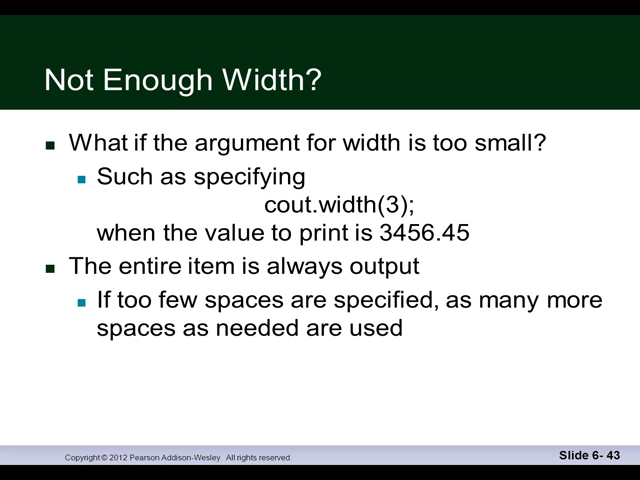 Not Enough Width?
What if the argument for width is too small?
Such as specifying
cout.width(3);
when the value to print is 3456.45
The entire item is always output
If too few spaces are specified, as many more
spaces as needed are used
Copyright © 2012 Pearson Addison-Wesley. All rights reserved.
Slide 6- 43